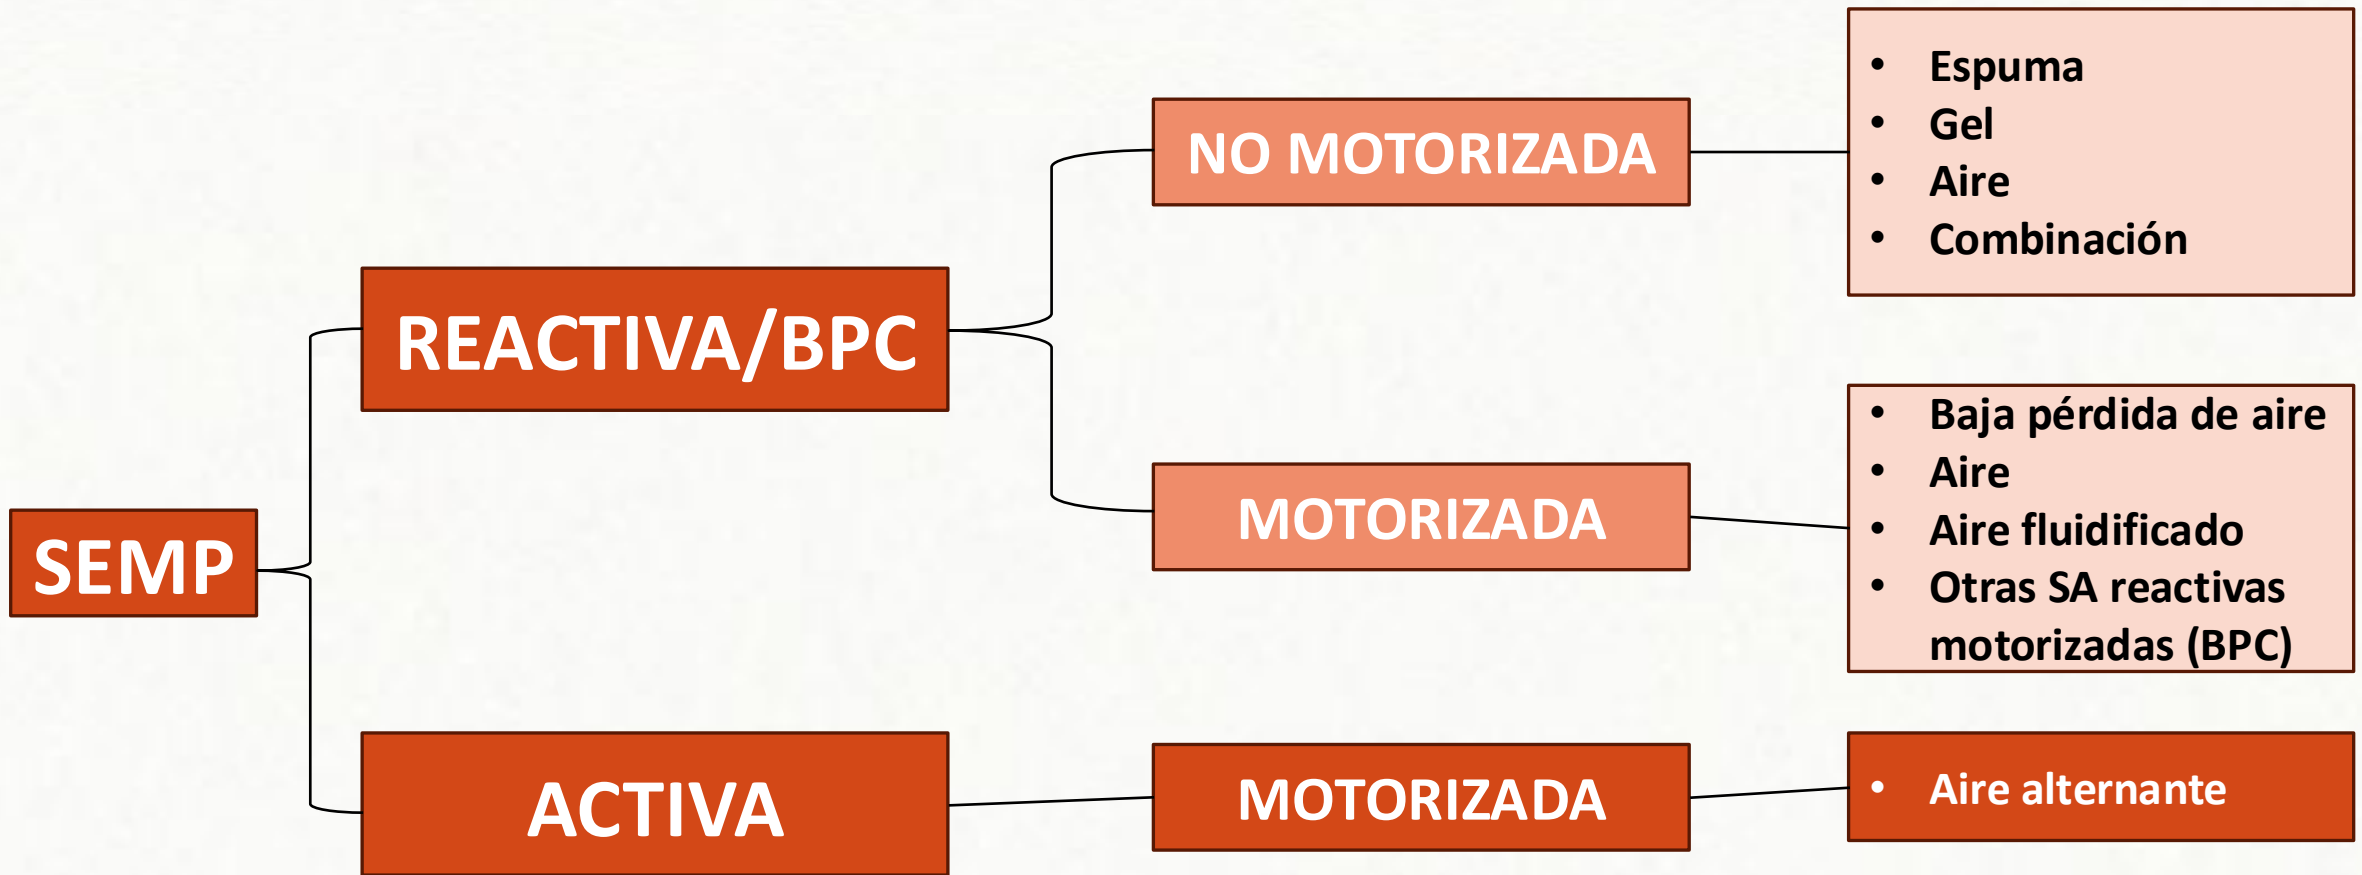 SEMP
REACTIVA/BPC
NO MOTORIZADA
• Espuma
• Gel
• Aire
• Combinación
MOTORIZADA
• Baja pérdida de aire
• Aire
• Aire fluidificado
• Otras SA reactivas
motorizadas (BPC)
ACTIVA
MOTORIZADA
• Aire alternante